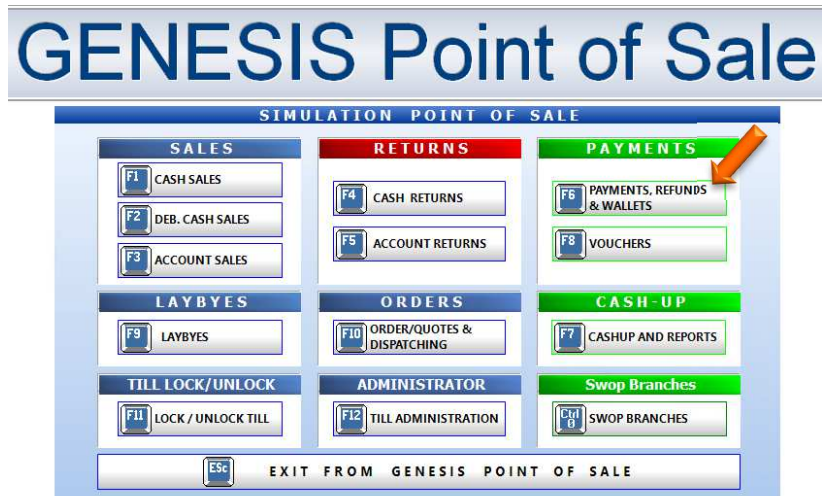 GENESIS Point of Sale
SIMULATION POINT OF SALE
SALES
F1 CASH SALES
F2 DEB. CASH SALES
F3 ACCOUNT SALES
RETURNS
F4 CASH RETURNS
F5 ACCOUNT RETURNS
PAYMENTS
F6 PAYMENTS, REFUNDS
& WALLETS
F8 VOUCHERS
LAYBYES
F9 LAYBYES
ORDERS
F10 ORDER/QUOTES &
DISPATCHING
CASH-UP
F7 CASHUP AND REPORTS
TILL LOCK/UNLOCK
F11 LOCK / UNLOCK TILL
ADMINISTRATOR
F12 TILL ADMINISTRATION
Swop Branches
Ctrl
0 SWOP BRANCHES
ESc EXIT FROM GENESIS POINT OF SALE